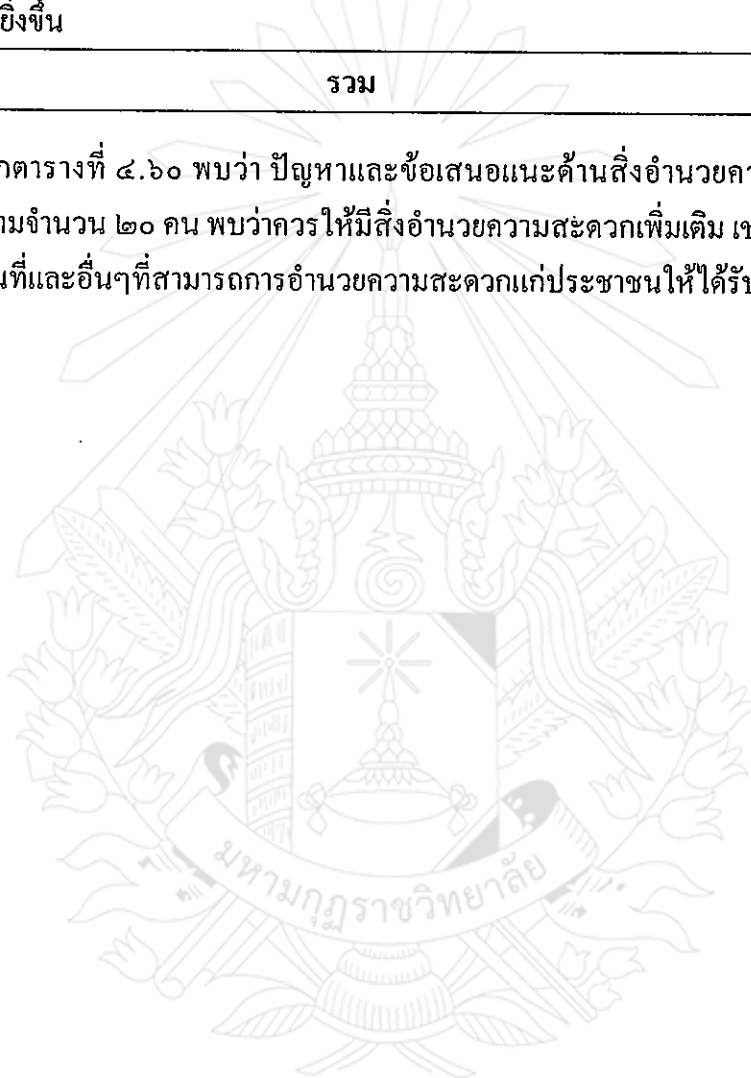 ยิ่งขึ้น
รวม
กตารางที่ ๔.๖๐ พบว่า ปัญหาและข้อเสนอแนะด้านสิ่งอำนวยคว
ามจำนวน ๒๐ คน พบว่าควรให้มีสิ่งอำนวยความสะดวกเพิ่มเติม เช
นที่และอื่นๆที่สามารถการอำนวยความสะดวกแก่ประชาชนให้ได้รับ
มหามกุฏราชวิทยาลัย